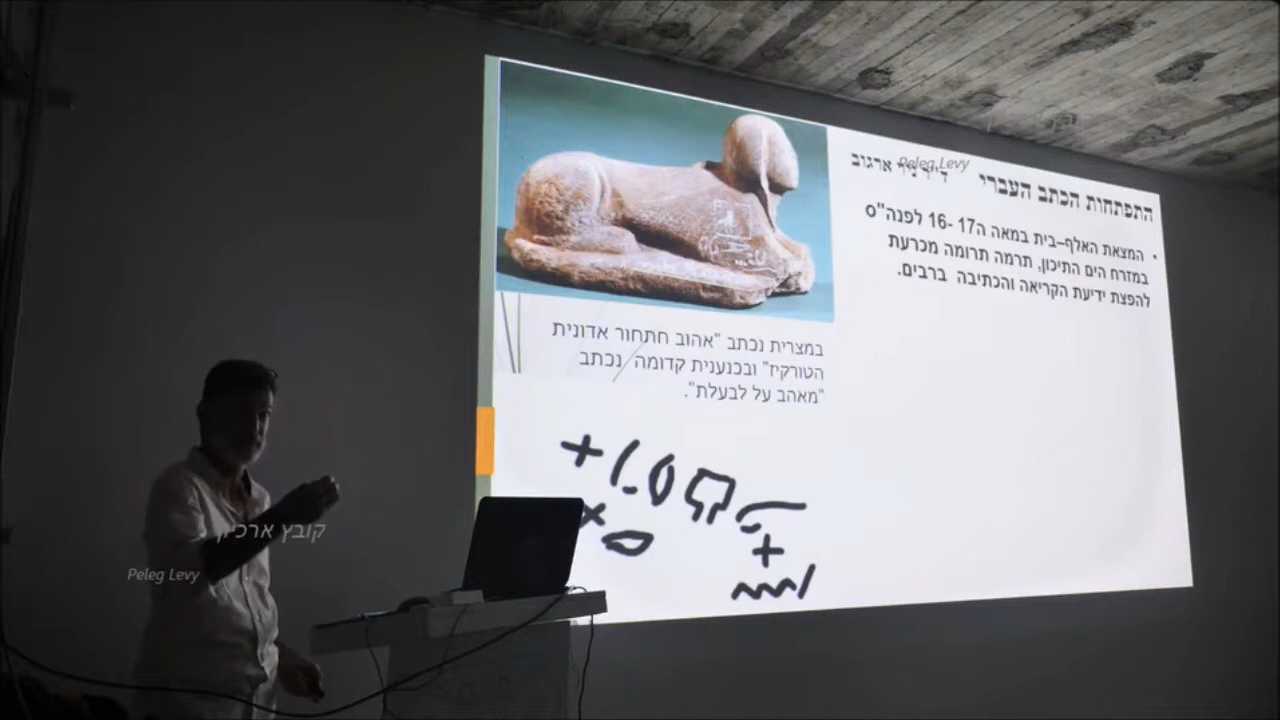 התפתחות הכתב העברי ד"ר מיר ארגוב
• המצאת האלף–בית במאה ה17 -16 לפנה"ס
במזרח הים התיכון, תרמה תרומה מכרעת
להפצת ידיעת הקריאה והכתיבה ברבים.
במצרית נכתב "אהוב חתחור אדונית
הטורקיז" ובכנענית קדומה נכתב
"מאהב על לבעלת".
Peleg Levy
קובץ ארכיון
Peleg Levy